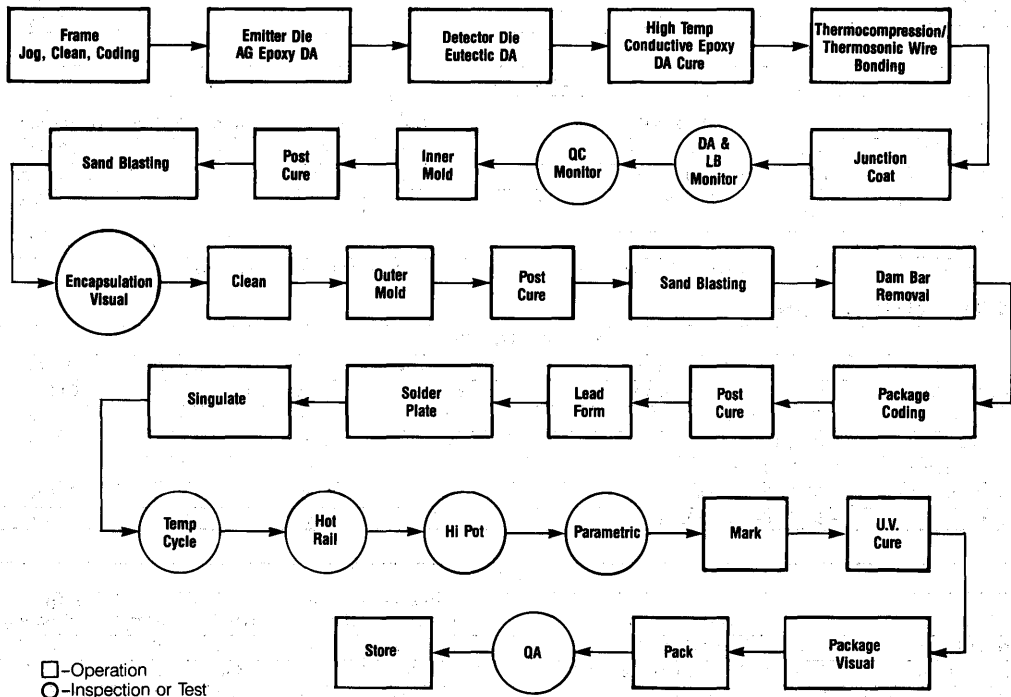 Frame
Jog, Clean, Coding
Emitter Die
AG Epoxy DA
Detector Die
Eutectic DA
High Temp
Conductive Epoxy
DA Cure
Thermocompression/
Thermosonic Wire
Bonding
Junction
Coat
DA &
LB
Monitor
QC
Monitor
Inner
Mold
Post
Cure
Sand Blasting
Encapsulation
Visual
Clean
Outer
Mold
Post
Cure
Sand Blasting
Dam Bar
Removal
Package
Coding
Post
Cure
Lead
Form
Solder
Plate
Singulate
Temp
Cycle
Hot
Rail
Hi Pot
Parametric
Mark
U.V.
Cure
Package
Visual
Pack
QA
Store
-Operation
-Inspection or Test